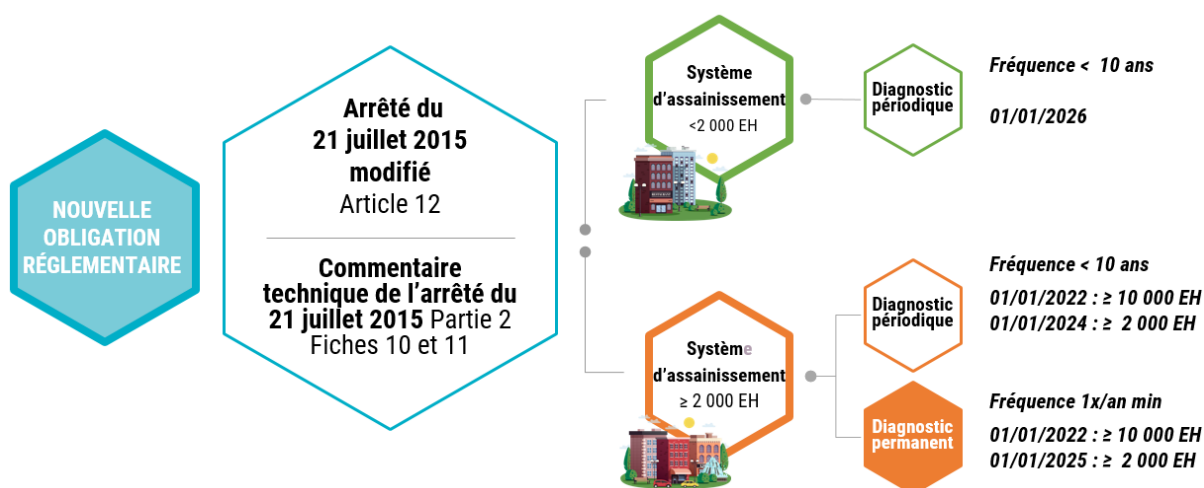 NOUVELLE
OBLIGATION
RÉGLEMENTAIRE
Arrêté du
21 juillet 2015
modifié
Article 12
Commentaire
technique de l'arrêté du
21 juillet 2015 Partie 2
Fiches 10 et 11
Système
d'assainissement
<2 000 EH
Diagnostic
périodique
Fréquence < 10 ans
01/01/2026
Système
d'assainissement
≥ 2 000 EH
Diagnostic
périodique
Fréquence < 10 ans
01/01/2022 : ≥ 10 000 EH
01/01/2024 : ≥ 2 000 EH
Diagnostic
permanent
Fréquence 1x/an min
01/01/2022 : ≥ 10 000 EH
01/01/2025 : ≥ 2 000 EH